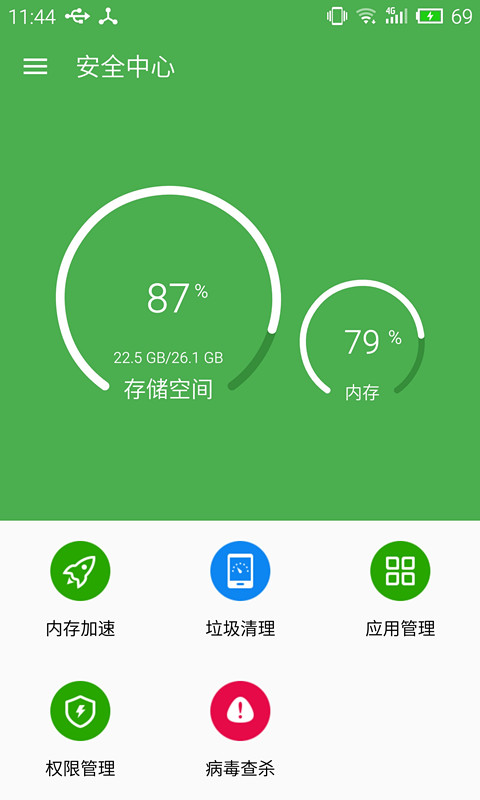 11:44 4G 69
安全中心
87%
22.5 GB/26.1 GB
存储空间
79%
内存
内存加速 垃圾清理 应用管理
权限管理 病毒查杀